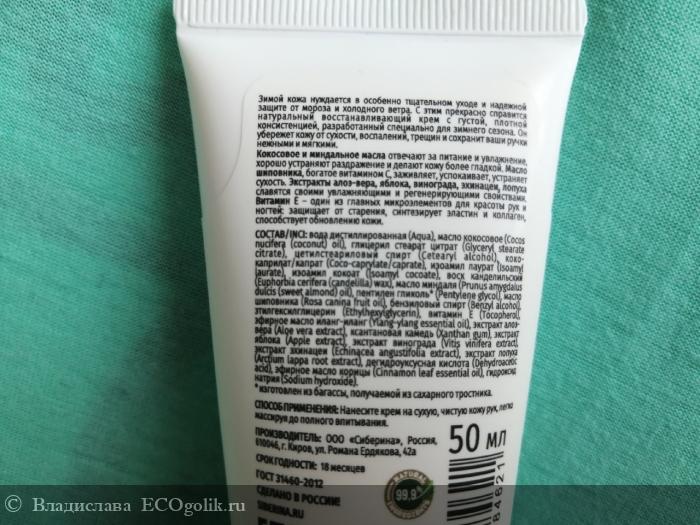 Зимой кожа нуждается в особенно тщательном уходе и надежной
защите от мороза и холодного ветра. С этим прекрасно справится
натуральный восстанавливающий крем с густой, плотной
консистенцией, разработанный специально для зимнего сезона. Он
убережет кожу от сухости, воспалений, трещин и сохранит ваши ручки
нежными и мягкими.
Кокосовое и миндальное масла отвечают за питание и увлажнение,
хорошо устраняют раздражение и делают кожу более гладкой. Масло
шиповника, богатое витамином С, заживляет, успокаивает, устраняет
сухость. Экстракты алоэ-вера, яблока, винограда, эхинацеи, лопуха
славятся своими увлажняющими и регенерирующими свойствами.
Витамин Е – один из главных микроэлементов для красоты рук и
ногтей: защищает от старения, синтезирует эластин и коллаген,
способствует обновлению кожи.
СОСТАВ/INCI: вода дистиллированная (Aqua), масло кокосовое (Cocos
nucifera (coconut) oil), глицерил стеарат цитрат (Glyceryl stearate
citrate), цетилстеариловый спирт (Cetearyl alcohol), коко-
каприлат/капрат (Coco-caprylate/caprate), изоамил лаурат (Isoamyl
laurate), изоамил кокоат (Isoamyl cocoate), воск канделильский
(Euphorbia cerifera (candelilla) wax), масло миндаля (Prunus amygdalus
dulcis (sweet almond) oil), пентилен гликоль* (Pentylene glycol), масло
шиповника (Rosa canina fruit oil), бензиловый спирт (Benzyl alcohol),
этилгексилглицерин (Ethylhexylglycerin), витамин Е (Tocopherol),
эфирное масло иланг-иланг (Ylang-ylang essential oil), экстракт алоэ-
вера (Aloe vera extract), ксантановая камедь (Xanthan gum), экстракт
яблока (Apple extract), экстракт винограда (Vitis vinifera extract),
экстракт эхинацеи (Echinacea angustifolia extract), экстракт лопуха
(Arctium lappa root extract), дегидроуксусная кислота (Dehydroacetic
acid), эфирное масло корицы (Cinnamon leaf essential oil), гидроксид
натрия (Sodium hydroxide).
* изготовлен из багассы, получаемой из сахарного тростника.
СПОСОБ ПРИМЕНЕНИЯ: Нанесите крем на сухую, чистую кожу рук, легко
массируя до полного впитывания.
ПРОИЗВОДИТЕЛЬ: ООО «Сиберина», Россия,
610046, г. Киров, ул. Романа Ердякова, 42а
СРОК ГОДНОСТИ: 18 месяцев
ГОСТ 31460-2012
СДЕЛАНО В РОССИИ
SIBERINA.RU
50 мл
NATURAL
99.9%
84621
© Владислава ECOgolik.ru